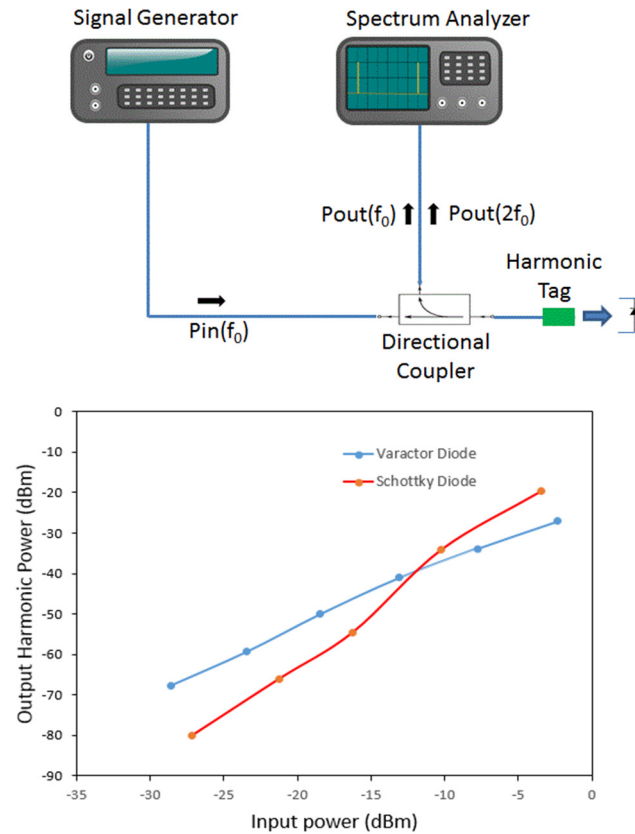 Signal Generator
Spectrum Analyzer
Pout(f₀)
Pout(2f₀)
Harmonic
Tag
Pin(f₀)
Directional
Coupler
0
-10
-20
-30
-40
-50
-60
-70
-80
-90
Output Harmonic Power (dBm)
Varactor Diode
Schottky Diode
-35
-30
-25
-20
-15
-10
-5
0
Input power (dBm)